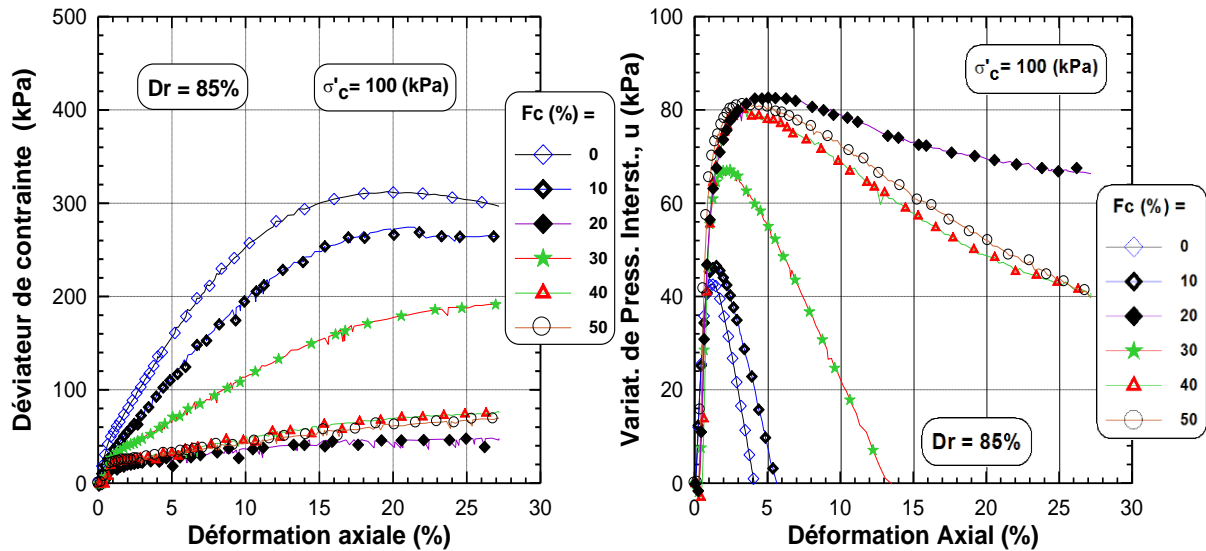 Déviateur de contrainte (kPa)
500
400
300
200
100
0
0 5 10 15 20 25 30
Déformation axiale (%)
Dr = 85%
σ'c= 100 (kPa)
Fc (%) =
0
10
20
30
40
50
Variat. de Press. Interst., u (kPa)
100
80
60
40
20
0
0 5 10 15 20 25 30
Déformation Axial (%)
σ'c= 100 (kPa)
Dr = 85%
Fc (%) =
0
10
20
30
40
50